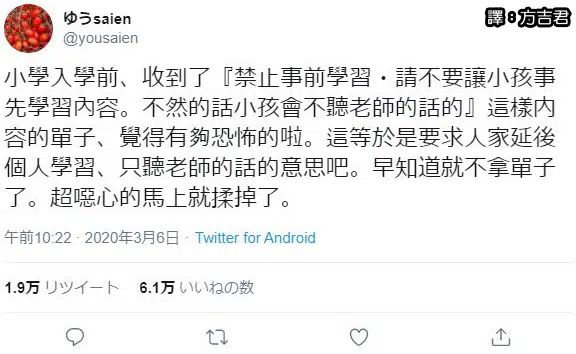 ゆうsaien
譯:方吉君
@yousaien
小學入學前、收到了『禁止事前學習・請不要讓小孩事
先學習內容。不然的話小孩會不聽老師的話的』這樣內
容的單子、覺得有夠恐怖的啦。這等於是要求人家延後
個人學習、只聽老師的話的意思吧。早知道就不拿單子
了。超噁心的馬上就揉掉了。
午前10:22 · 2020年3月6日 · Twitter for Android
1.9万 リツイート 6.1万 いいねの数